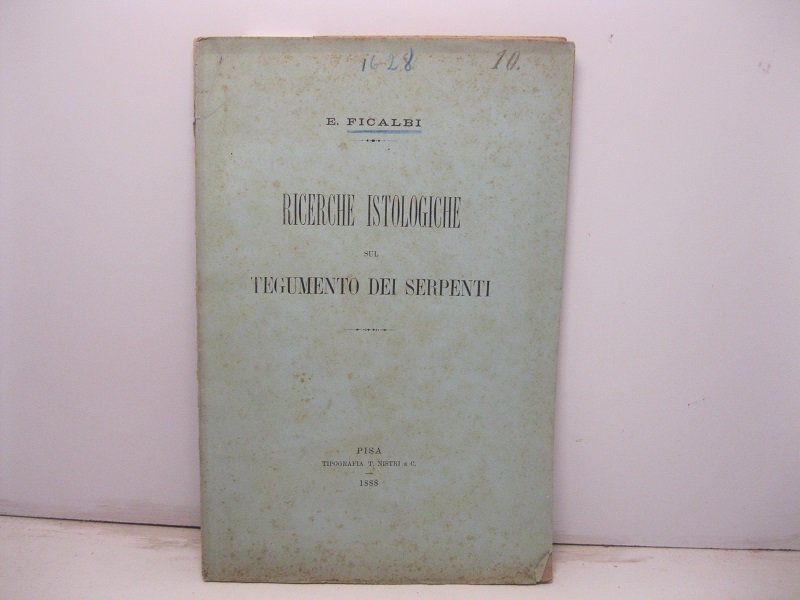 1628 10.
E. FICALBI
RICERCHE ISTOLOGICHE
SUL
TEGUMENTO DEI SERPENTI
PISA
TIPOGRAFIA T. NISTRI E C.
1888